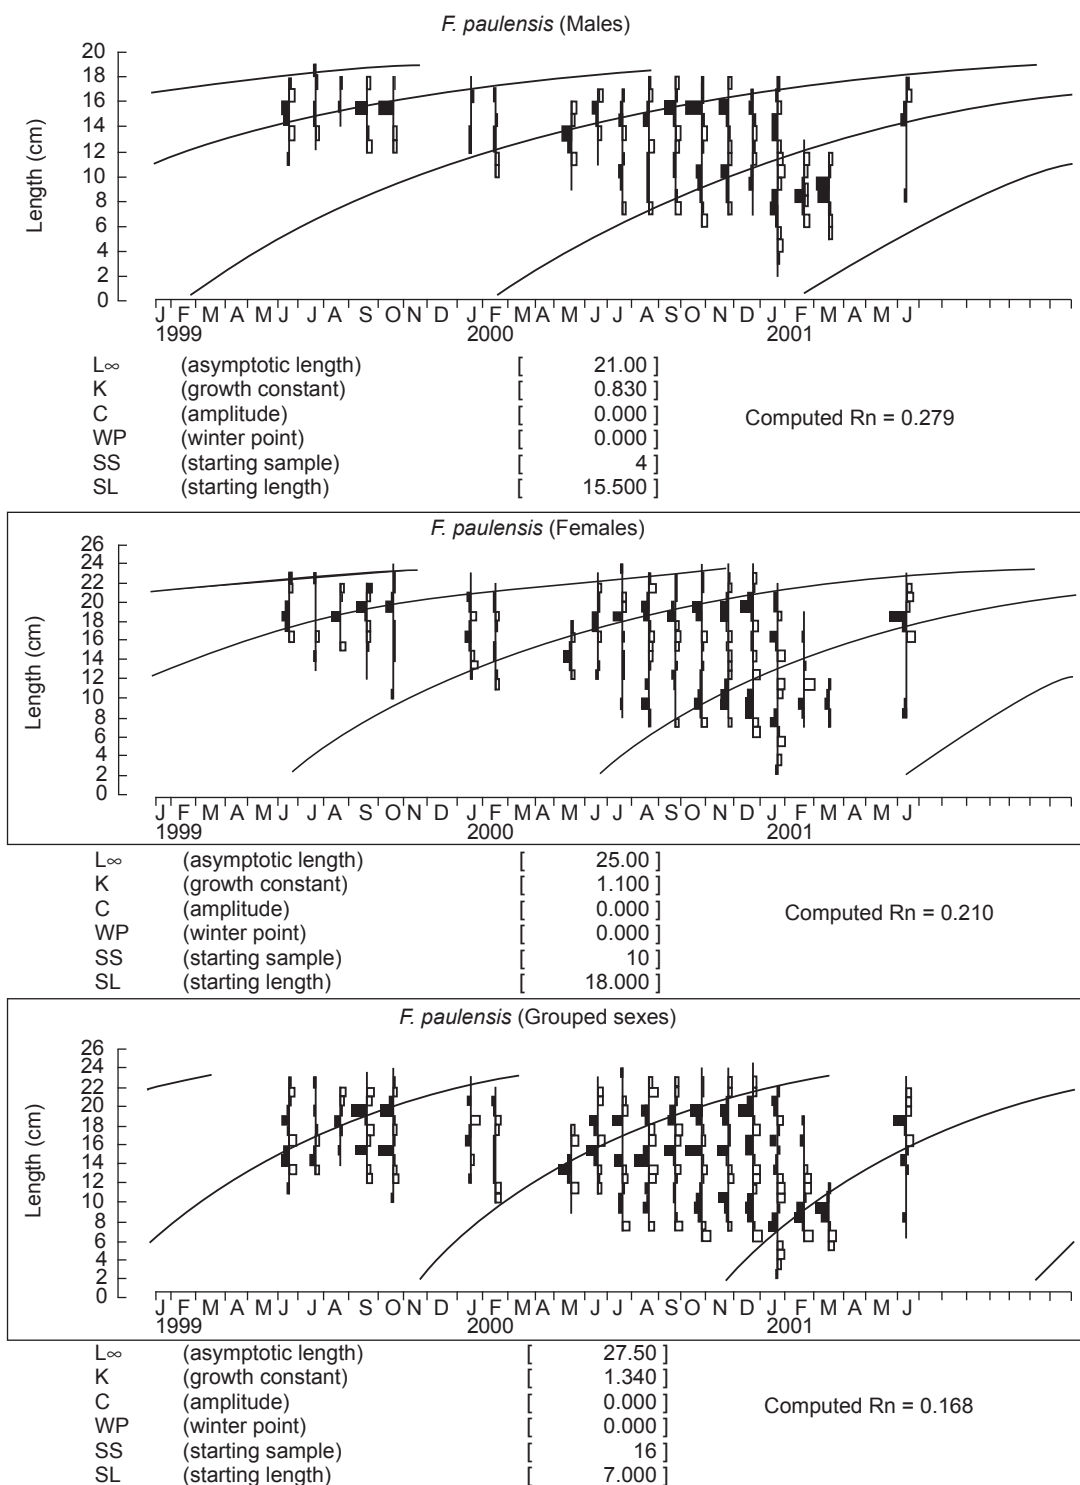 F. paulensis (Males)
20
18
16
14
12
10
8
6
4
2
0
Length (cm)
J F M A M J J A S O N D J F M A M J J A S O N D J F M A M J
1999 2000 2001
L∞ (asymptotic length) [ 21.00 ]
K (growth constant) [ 0.830 ]
C (amplitude) [ 0.000 ]
WP (winter point) [ 0.000 ]
SS (starting sample) [ 4 ]
SL (starting length) [ 15.500 ]
Computed Rn = 0.279
F. paulensis (Females)
26
24
22
20
18
16
14
12
10
8
6
4
2
0
Length (cm)
J F M A M J J A S O N D J F M A M J J A S O N D J F M A M J
1999 2000 2001
L∞ (asymptotic length) [ 25.00 ]
K (growth constant) [ 1.100 ]
C (amplitude) [ 0.000 ]
WP (winter point) [ 0.000 ]
SS (starting sample) [ 10 ]
SL (starting length) [ 18.000 ]
Computed Rn = 0.210
F. paulensis (Grouped sexes)
26
24
22
20
18
16
14
12
10
8
6
4
2
0
Length (cm)
J F M A M J J A S O N D J F M A M J J A S O N D J F M A M J
1999 2000 2001
L∞ (asymptotic length) [ 27.50 ]
K (growth constant) [ 1.340 ]
C (amplitude) [ 0.000 ]
WP (winter point) [ 0.000 ]
SS (starting sample) [ 16 ]
SL (starting length) [ 7.000 ]
Computed Rn = 0.168